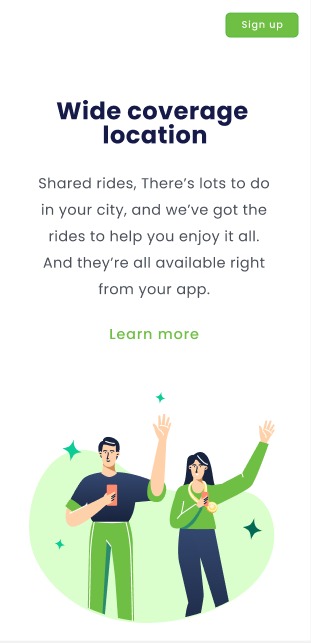 Sign up
Wide coverage
location
Shared rides, There’s lots to do
in your city, and we’ve got the
rides to help you enjoy it all.
And they’re all available right
from your app.
Learn more